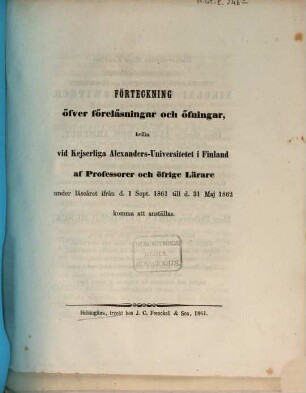 FÖRTECKNING
öfver föreläsningar och öfningar,
hvilka
vid Kejserliga Alexanders-Universitetet i Finland
af Professorer och öfrige Lärare
under läseåret ifrån d. 1 Sept. 1861 till d. 31 Maj 1862
komma att anställas.
Helsingfors, tryckt hos J. C. Frenckell & Son, 1861.